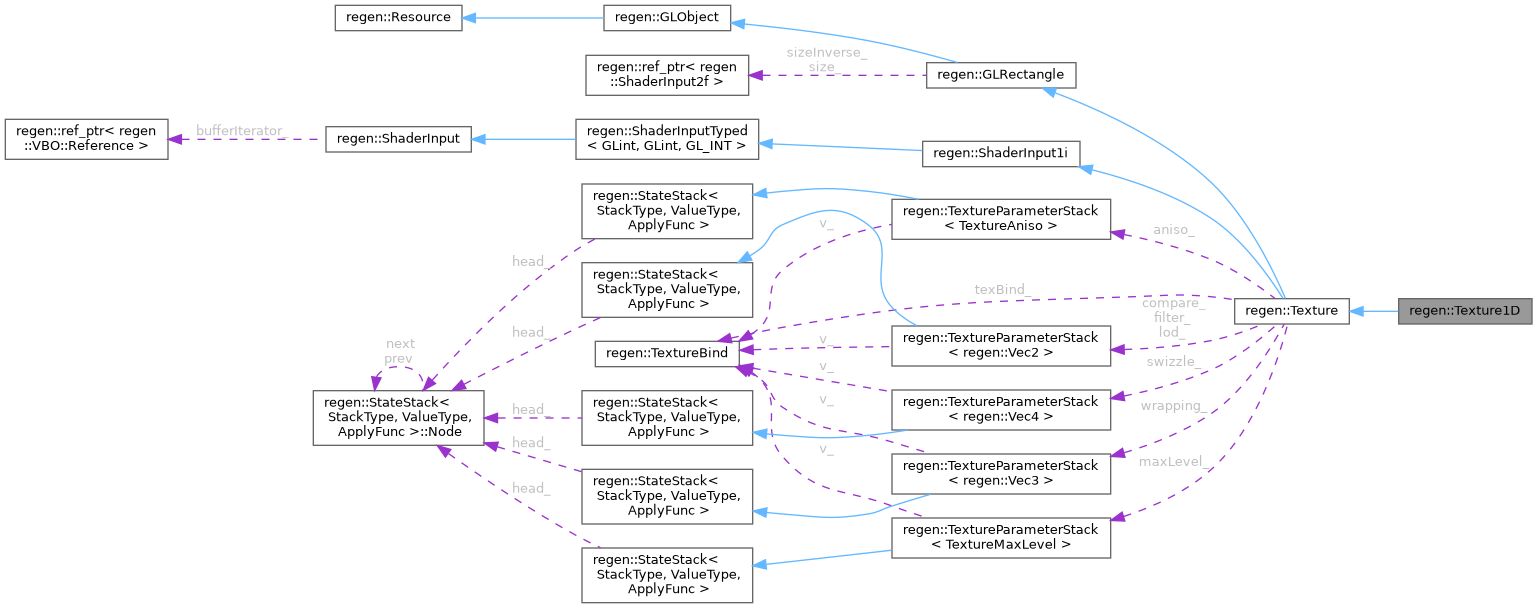 regen::Resource
regen::GLObject
sizeInverse_
size_
regen::ref_ptr< regen
::ShaderInput2f >
regen::GLRectangle
regen::ref_ptr< regen
::VBO::Reference >
bufferIterator_
regen::ShaderInput
regen::ShaderInputTyped
< GLint, GLint, GL_INT >
regen::ShaderInput1i
regen::StateStack<
StackType, ValueType,
ApplyFunc >
regen::TextureParameterStack
< TextureAniso >
v_
aniso_
head_
regen::StateStack<
StackType, ValueType,
ApplyFunc >
texBind_
compare_
filter_
lod_
regen::Texture
regen::Texture1D
head_
regen::TextureBind
v_
regen::TextureParameterStack
< regen::Vec2 >
next
prev
v_
swizzle_
regen::StateStack<
StackType, ValueType,
ApplyFunc >::Node
head_
regen::StateStack<
StackType, ValueType,
ApplyFunc >
v_
regen::TextureParameterStack
< regen::Vec4 >
wrapping_
head_
v_
regen::TextureParameterStack
< regen::Vec3 >
maxLevel_
head_
regen::StateStack<
StackType, ValueType,
ApplyFunc >
regen::TextureParameterStack
< TextureMaxLevel >
regen::StateStack<
StackType, ValueType,
ApplyFunc >